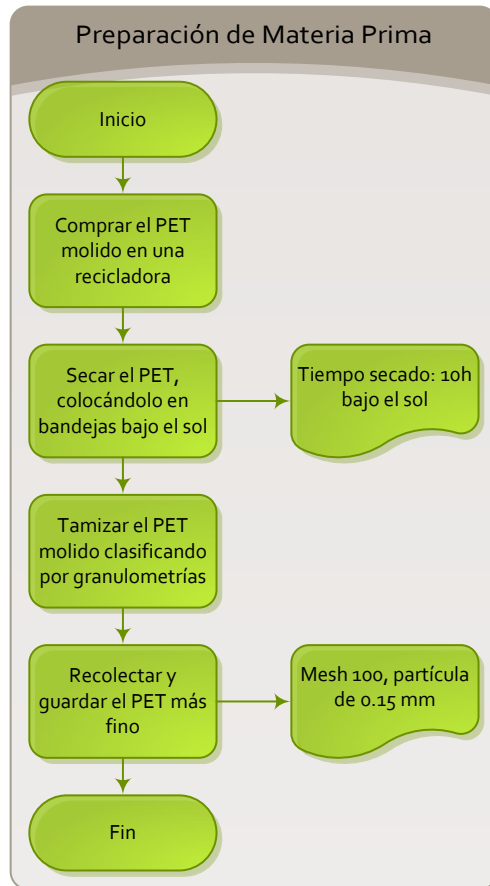 Preparación de Materia Prima
Inicio
Comprar el PET
molido en una
recicladora
Secar el PET,
colocándolo en
bandejas bajo el sol
Tiempo secado: 10h
bajo el sol
Tamizar el PET
molido clasificando
por granulometrías
Recolectar y
guardar el PET más
fino
Mesh 100, partícula
de 0.15 mm
Fin